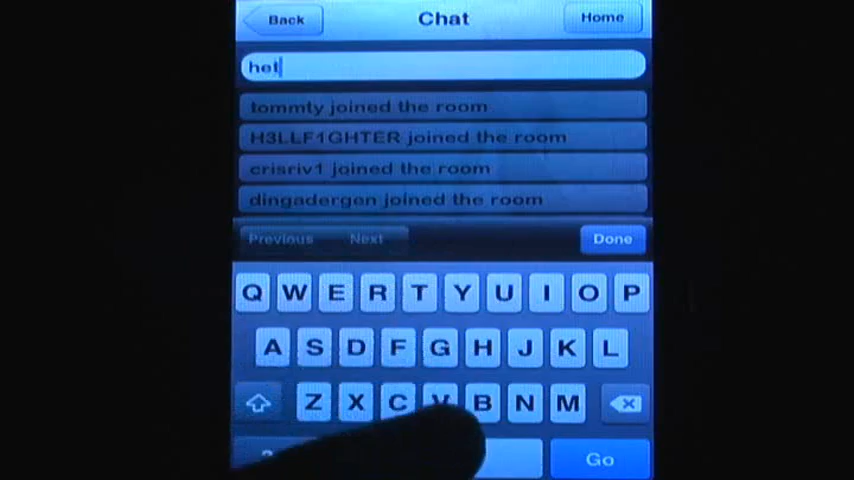 Back Chat Home
het
tommty joined the room
H3LLF1GHTER joined the room
crisriv1 joined the room
dingadergen joined the room
Previous Next Done
Q W E R T Y U I O P
A S D F G H J K L
Z X C V B N M
Go